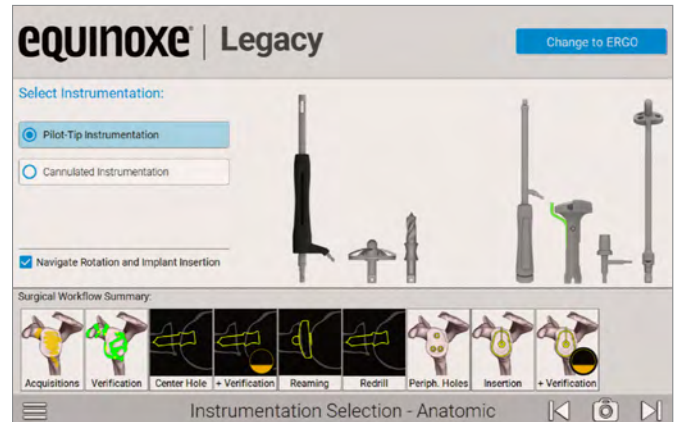 equinoxe | Legacy
Change to ERGO
Select Instrumentation:
Pilot-Tip Instrumentation
Cannulated Instrumentation
Navigate Rotation and Implant Insertion
Surgical Workflow Summary:
Acquisitions
Verification
Center Hole
+ Verification
Reaming
Redrill
Periph. Holes
Insertion
+ Verification
Instrumentation Selection - Anatomic